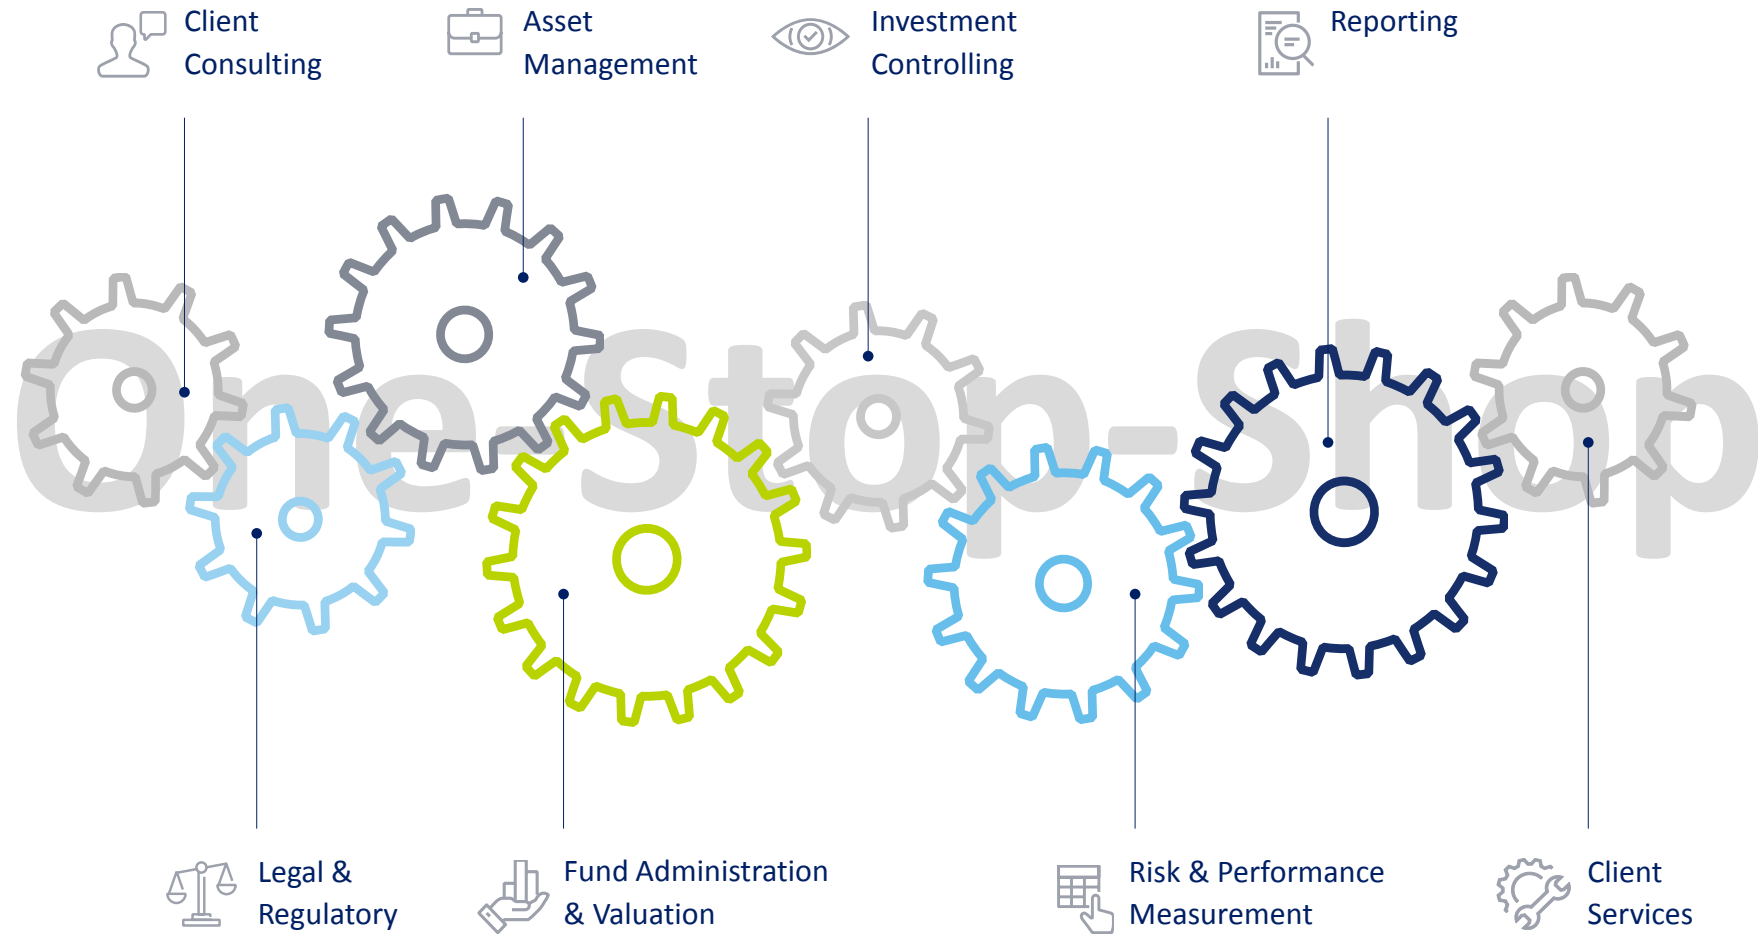 Client
Consulting
Asset
Management
Investment
Controlling
Reporting
One-Stop-Shop
Legal &
Regulatory
Fund Administration
& Valuation
Risk & Performance
Measurement
Client
Services